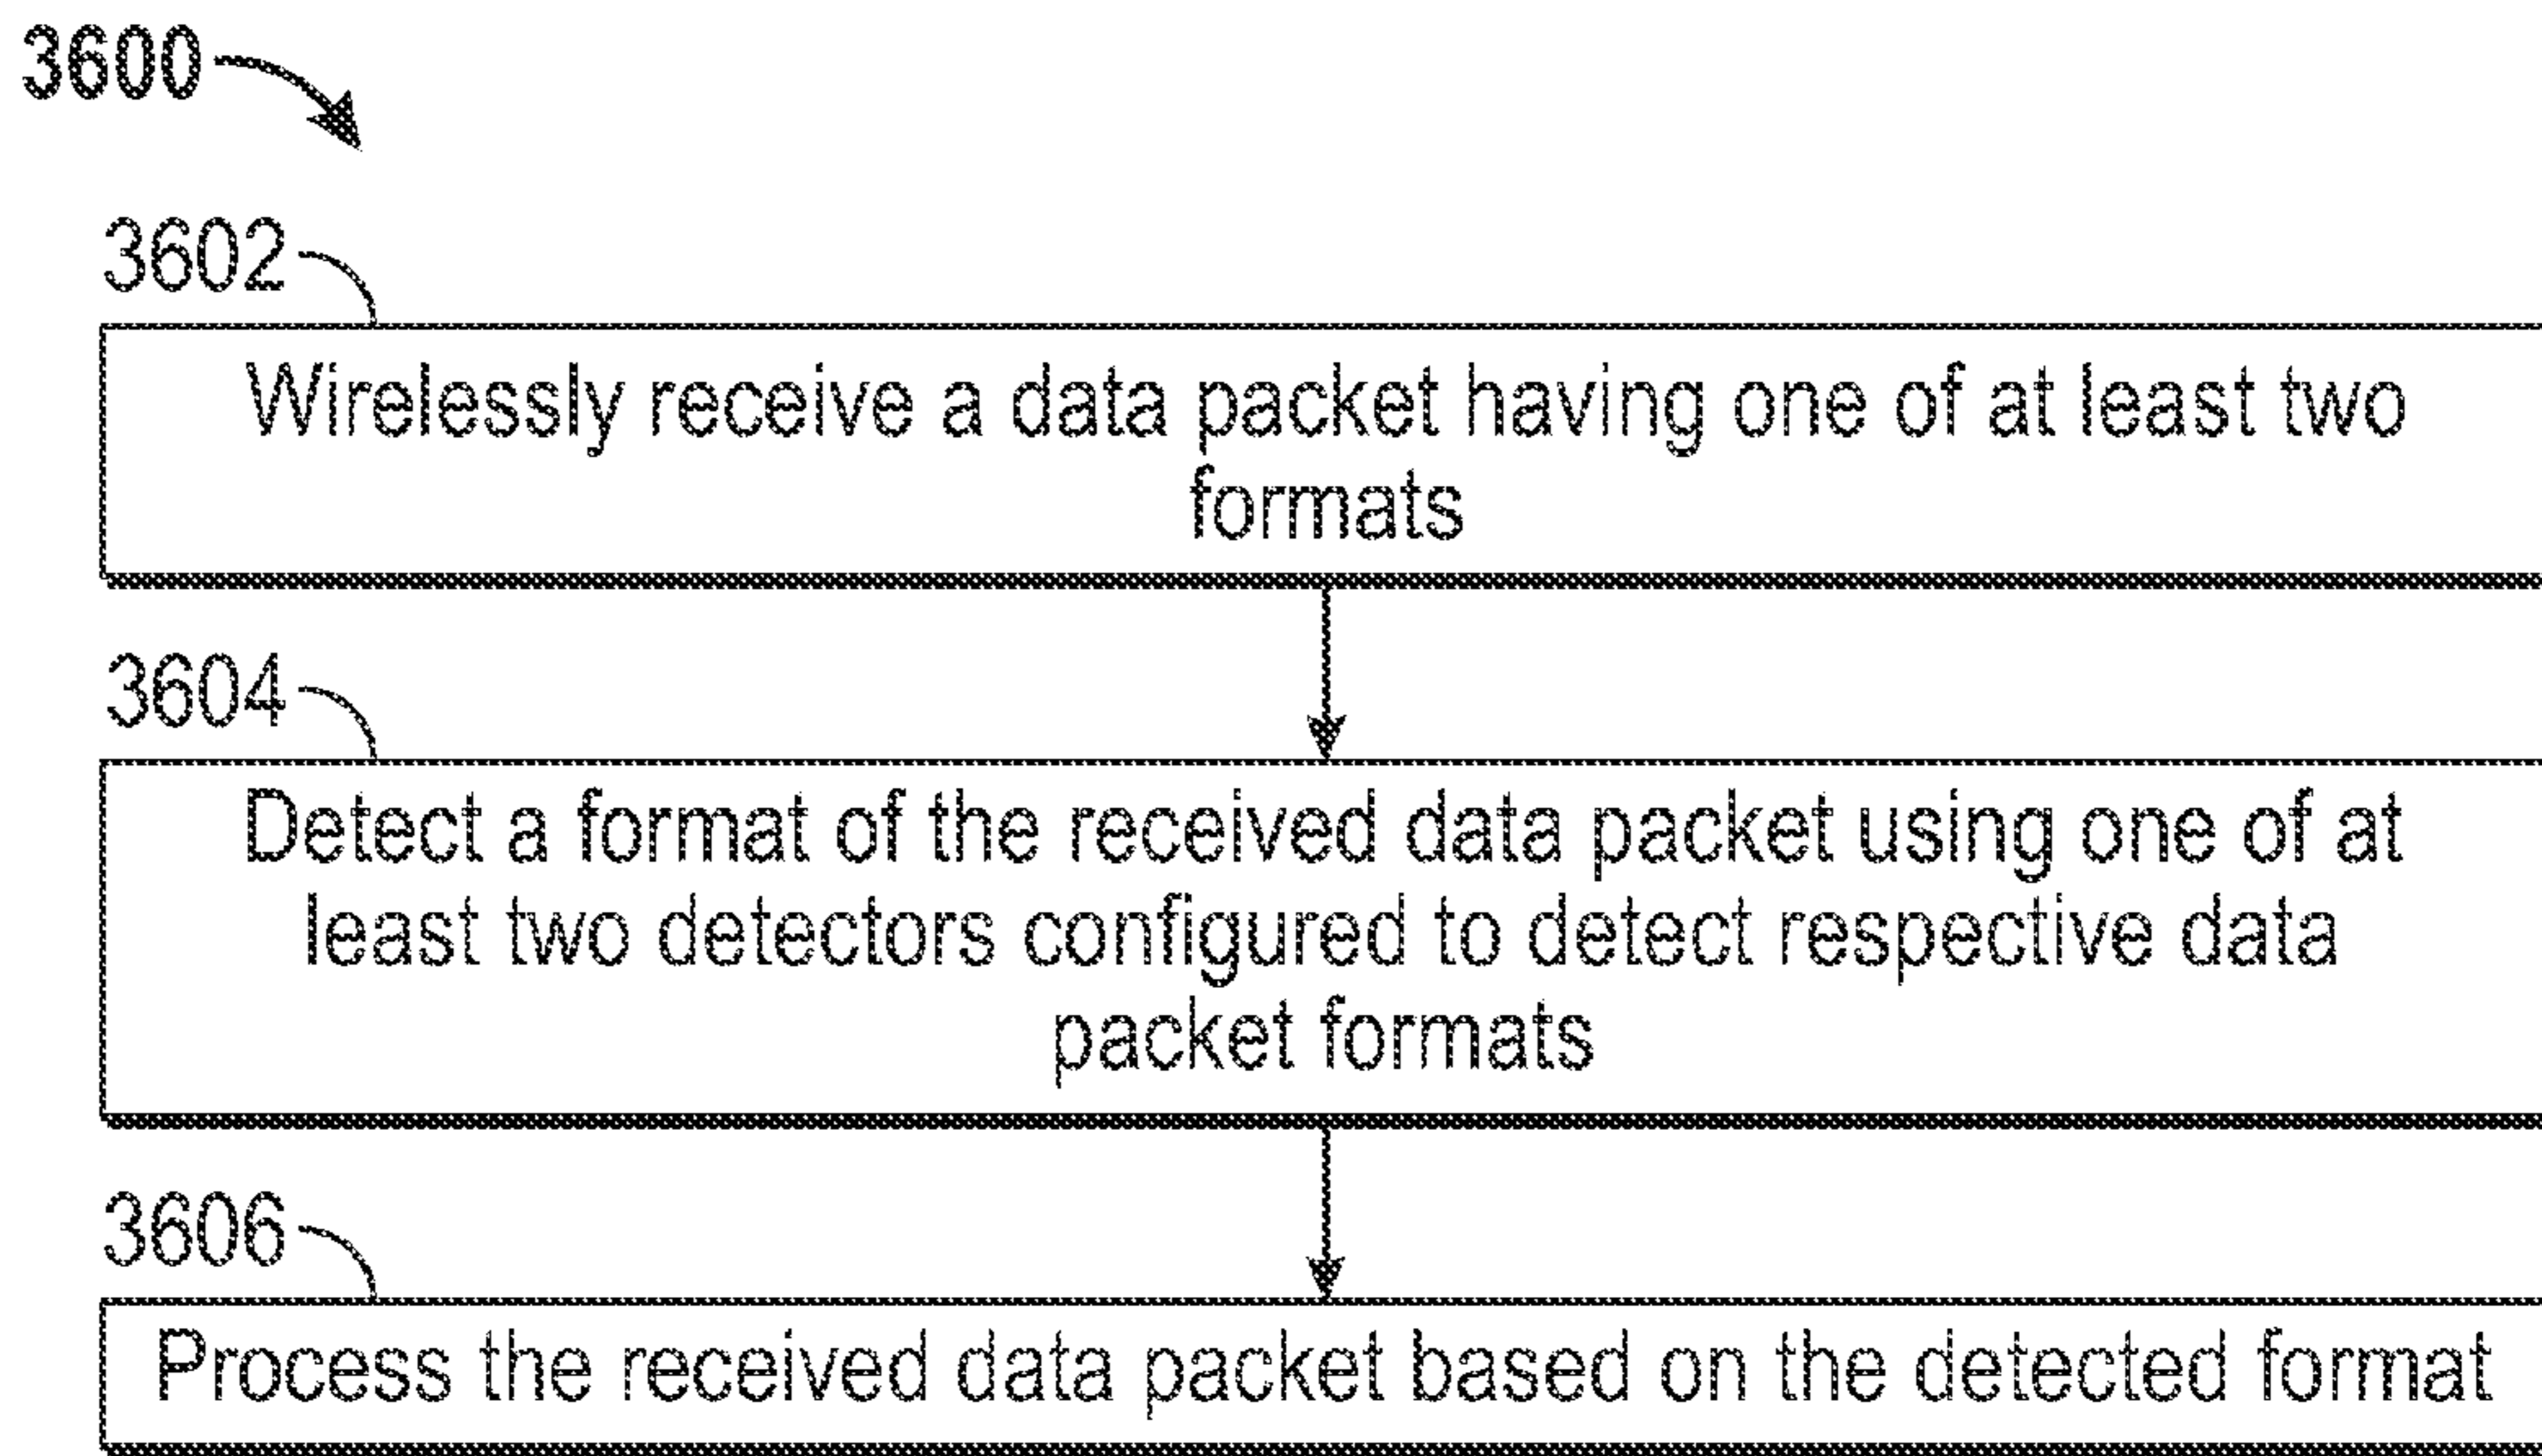 3600
3602
Wirelessly receive a data packet having one of at least two
formats
3604
Detect a format of the received data packet using one of at
least two detectors configured to detect respective data
packet formats
3606
Process the received data packet based on the detected format